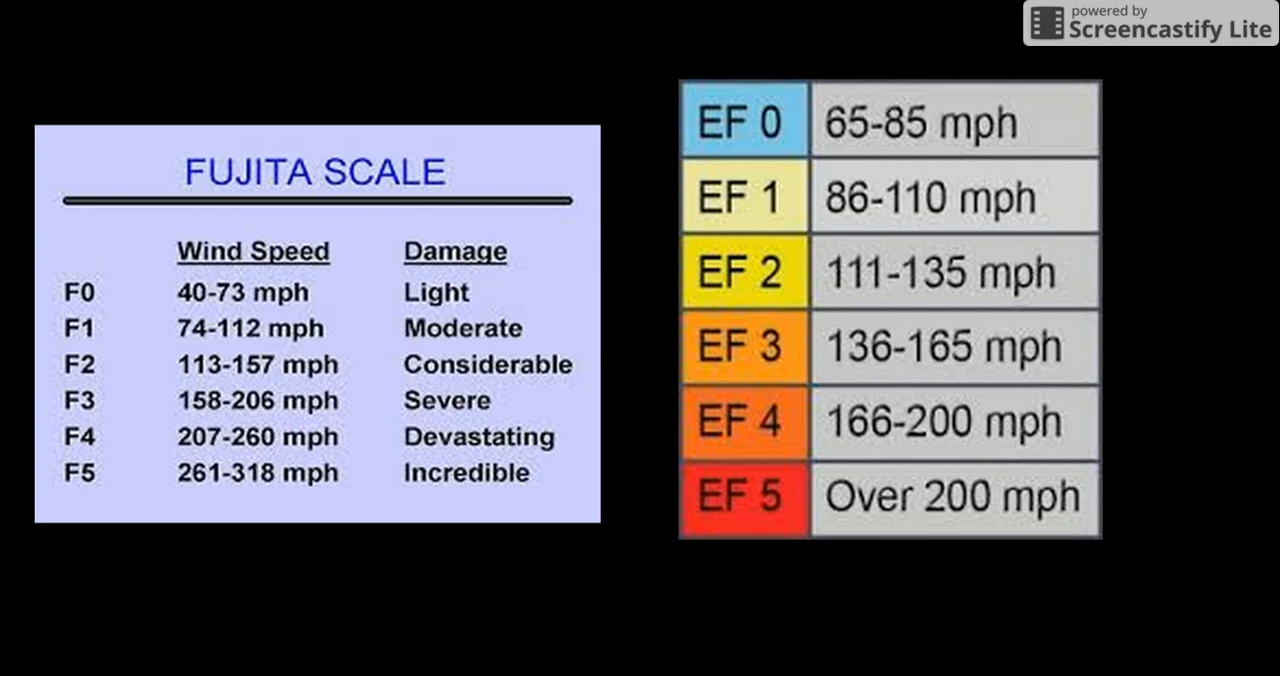 powered by
Screencastify Lite
FUJITA SCALE
Wind Speed Damage
F0 40-73 mph Light
F1 74-112 mph Moderate
F2 113-157 mph Considerable
F3 158-206 mph Severe
F4 207-260 mph Devastating
F5 261-318 mph Incredible
EF 0 65-85 mph
EF 1 86-110 mph
EF 2 111-135 mph
EF 3 136-165 mph
EF 4 166-200 mph
EF 5 Over 200 mph